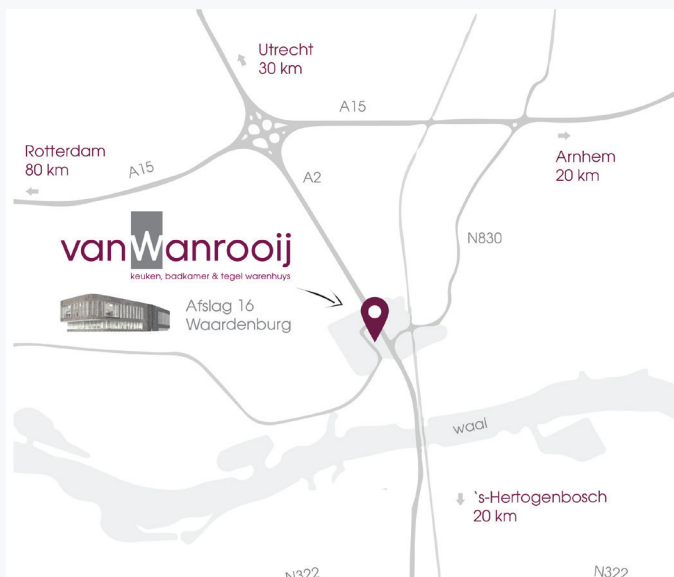 Utrecht
30 km
A15
Rotterdam
80 km
A15
Arnhem
20 km
A2
N830
vanWanrooij
keuken, badkamer & tegel warenhuys
Afslag 16
Waardenburg
waal
`s-Hertogenbosch
20 km
N322
N322